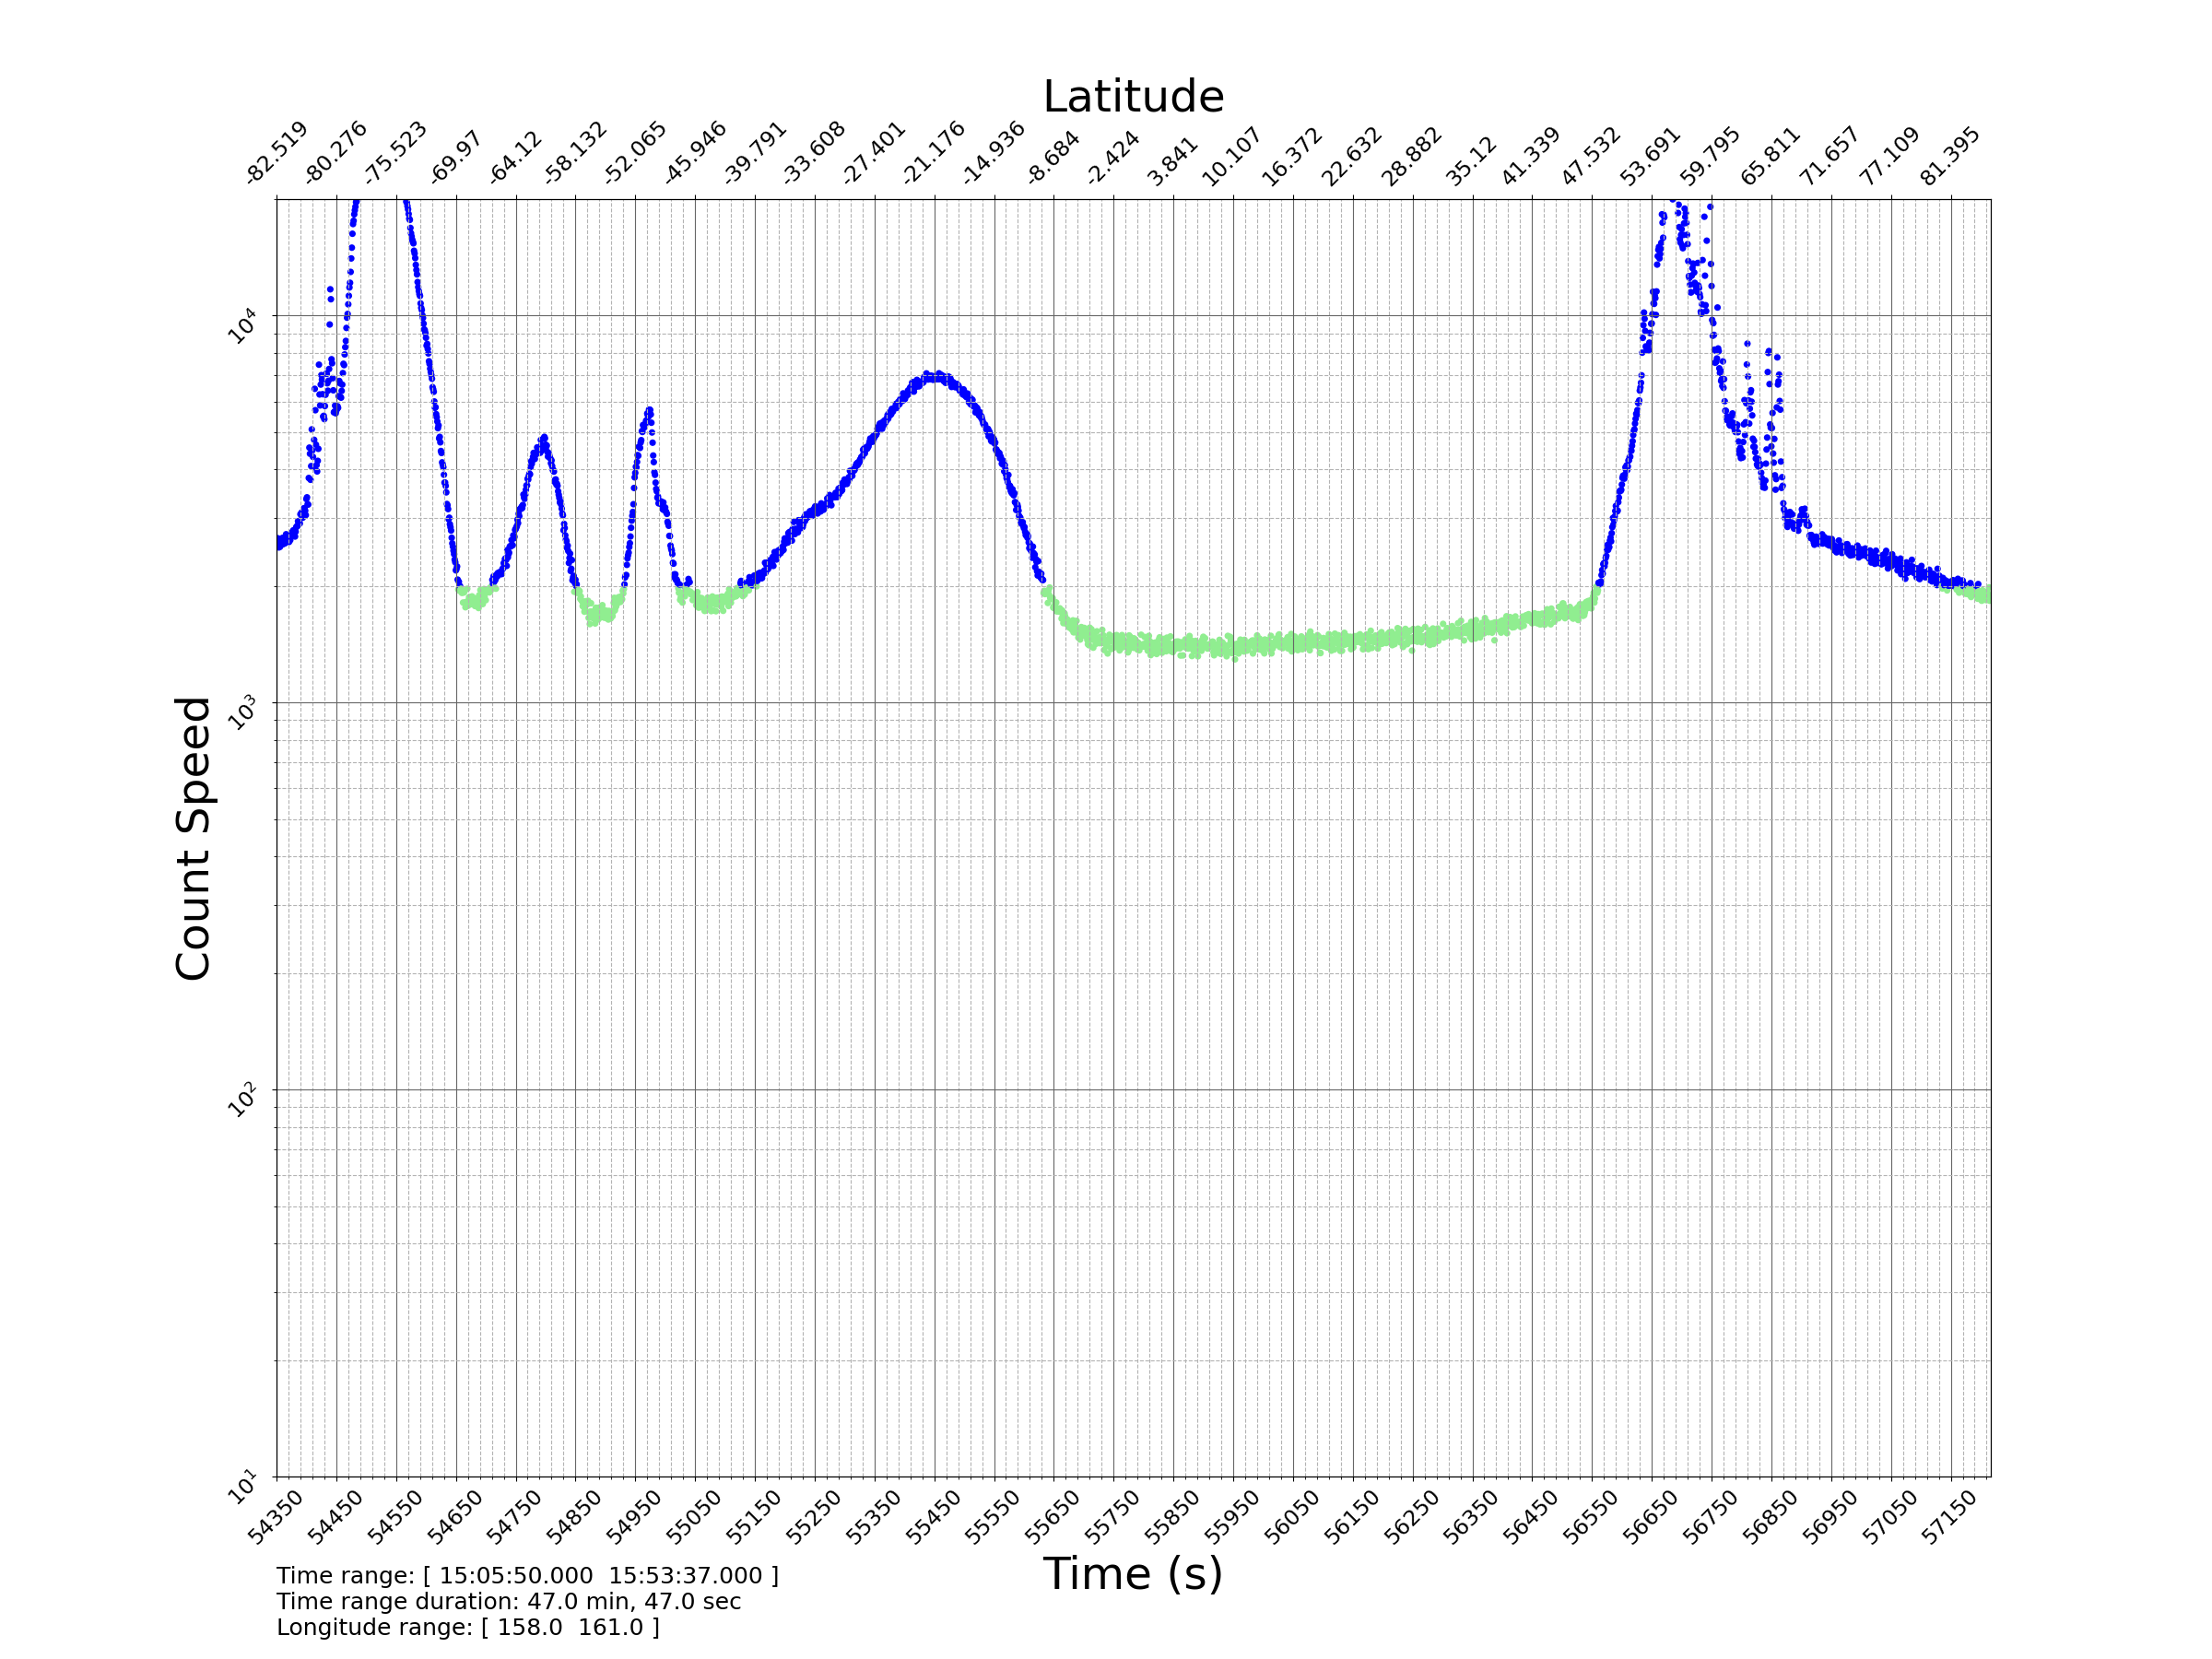 Latitude
-82.519 -80.276 -75.523 -69.97 -64.12 -58.132 -52.065 -45.946 -39.791 -33.608 -27.401 -21.176 -14.936 -8.684 -2.424 3.841 10.107 16.372 22.632 28.882 35.12 41.339 47.532 53.691 59.795 65.811 71.657 77.109 81.395
10^4
10^3
Count Speed
10^2
10^1
54350 54450 54550 54650 54750 54850 54950 55050 55150 55250 55350 55450 55550 55650 55750 55850 55950 56050 56150 56250 56350 56450 56550 56650 56750 56850 56950 57050 57150
Time (s)
Time range: [ 15:05:50.000 15:53:37.000 ]
Time range duration: 47.0 min, 47.0 sec
Longitude range: [ 158.0 161.0 ]